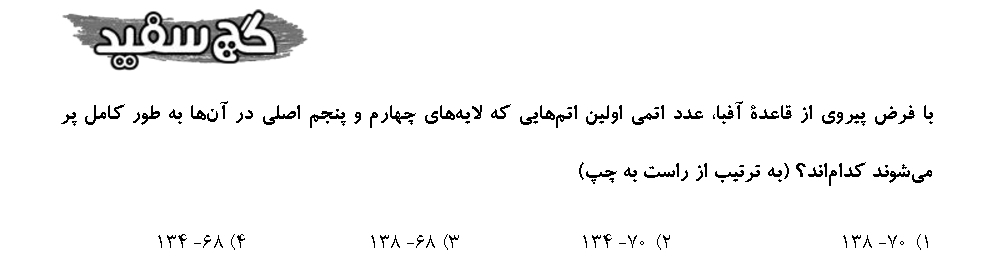 گچ سفید
با فرض پیروی از قاعدهٔ آفبا، عدد اتمی اولین اتم‌هایی که لایه‌های چهارم و پنجم اصلی در آن‌ها به طور کامل پر
می‌شوند کدام‌اند؟ (به ترتیب از راست به چپ)
۱) ۷۰- ۱۳۸ ۲) ۷۰- ۱۳۴ ۳) ۶۸- ۱۳۸ ۴) ۶۸- ۱۳۴